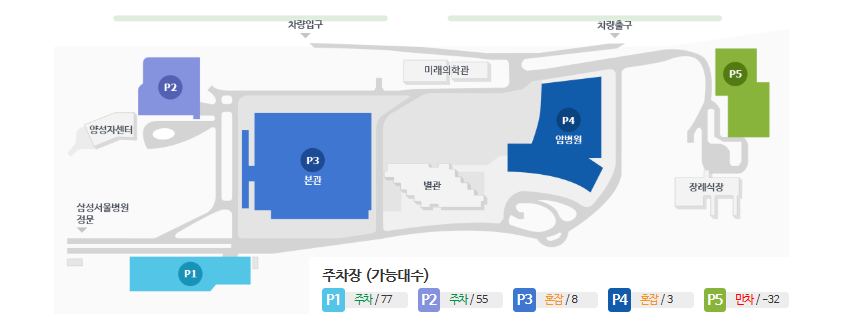 차량입구
차량출구
미래의학관
P5
P2
P4
암병원
양성자센터
P3
본관
별관
장례식장
삼성서울병원
정문
P1
주차장 (가능대수)
P1 주차 / 77
P2 주차 / 55
P3 혼잡 / 8
P4 혼잡 / 3
P5 만차 / -32